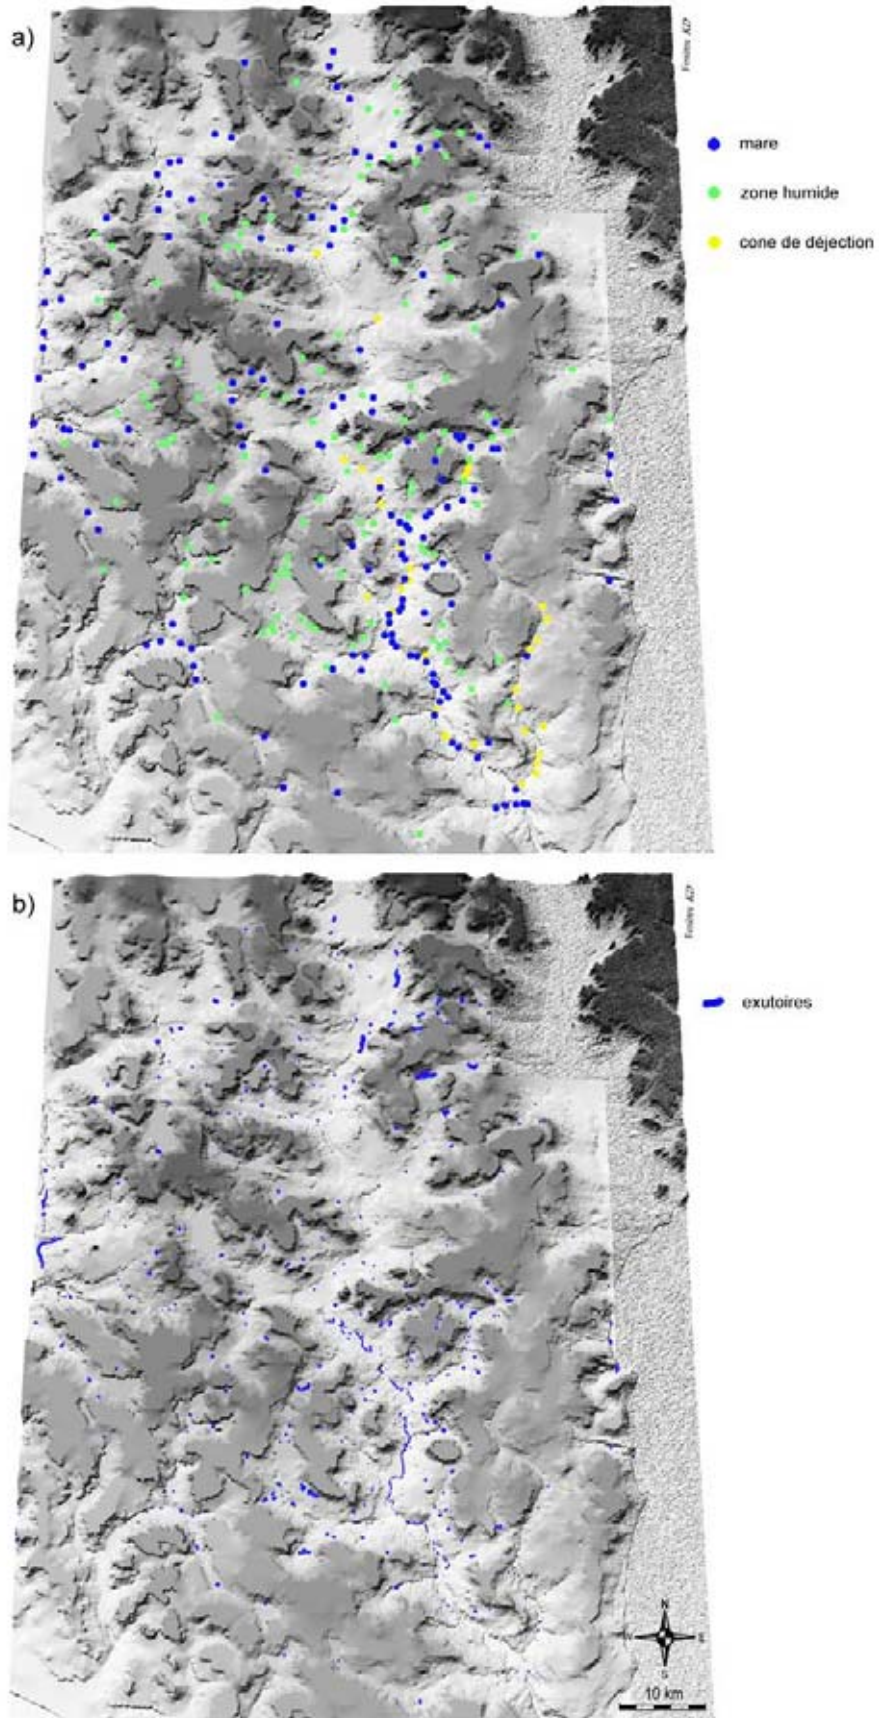 a)
mare
zone humide
cone de déjection
b)
exutoires
N
E
S
10 km